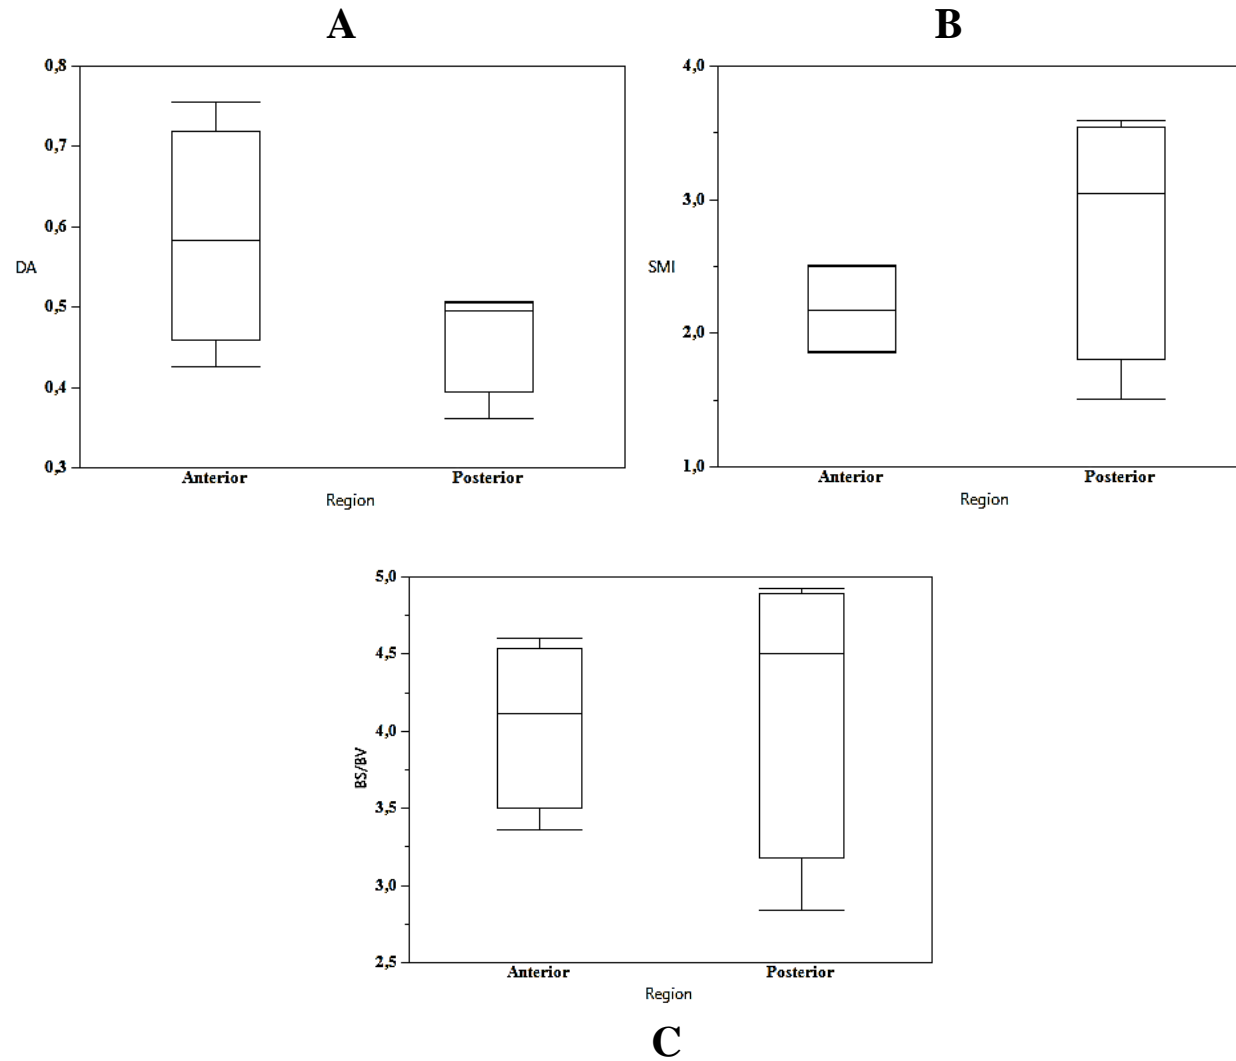 A
0,8
0,7
0,6
DA
0,5
0,4
0,3
Anterior Posterior
Region
B
4,0
3,0
SMI
2,0
1,0
Anterior Posterior
Region
5,0
4,5
4,0
BS/BV
3,5
3,0
2,5
Anterior Posterior
Region
C